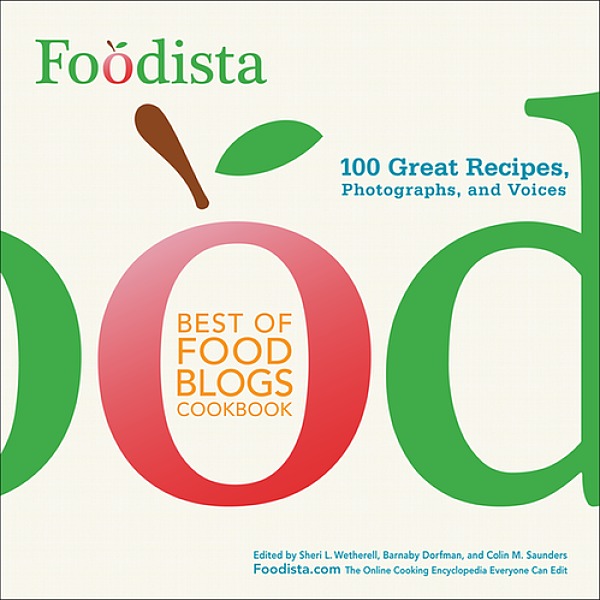 Foodista
100 Great Recipes,
Photographs, and Voices
ood
BEST OF
FOOD
BLOGS
COOKBOOK
Edited by Sheri L. Wetherell, Barnaby Dorfman, and Colin M. Saunders
Foodista.com The Online Cooking Encyclopedia Everyone Can Edit